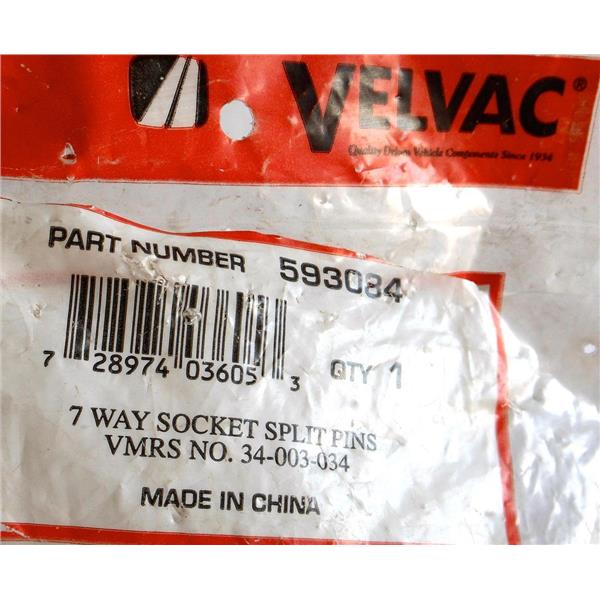 VELVAC®
Quality Driven Vehicle Components Since 1934
PART NUMBER 593084
7 28974 03605 3 QTY 1
7 WAY SOCKET SPLIT PINS
VMRS NO. 34-003-034
MADE IN CHINA